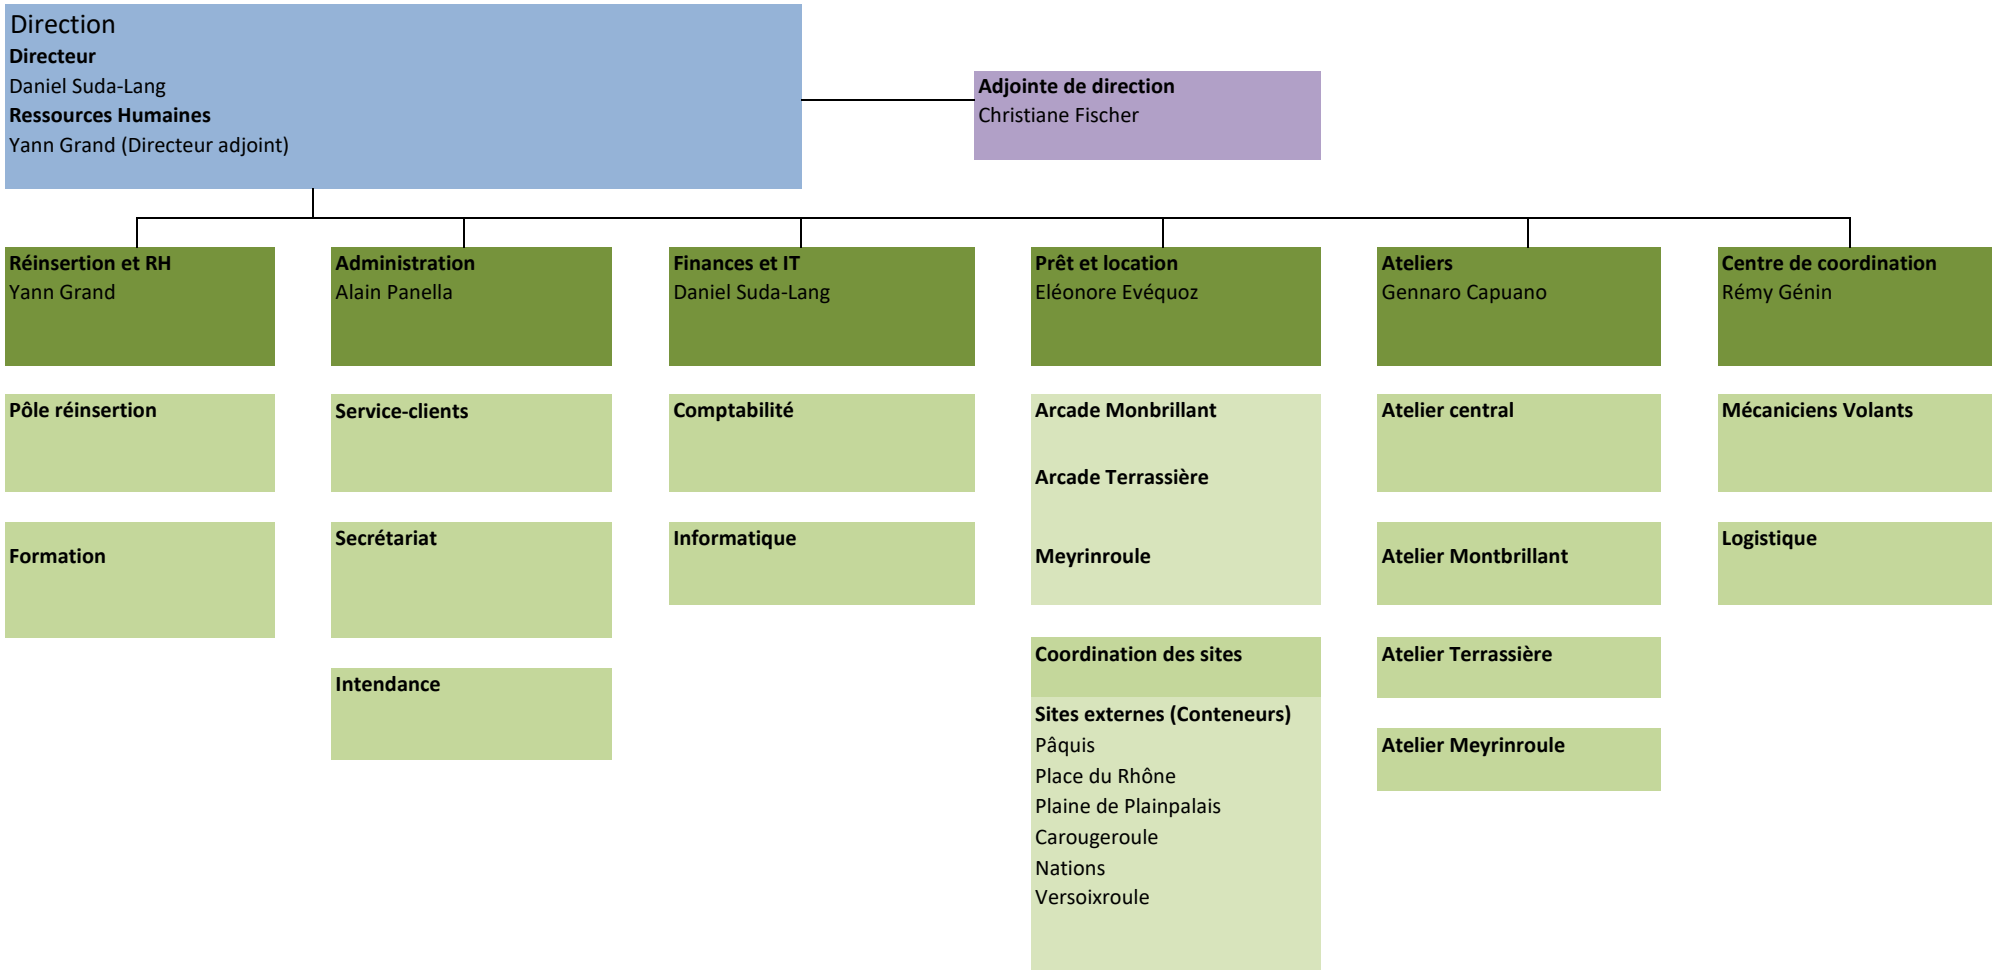 Direction
Directeur
Daniel Suda-Lang
Ressources Humaines
Yann Grand (Directeur adjoint)
Adjointe de direction
Christiane Fischer
Réinsertion et RH
Yann Grand
Administration
Alain Panella
Finances et IT
Daniel Suda-Lang
Prêt et location
Eléonore Evéquoz
Ateliers
Gennaro Capuano
Centre de coordination
Rémy Génin
Pôle réinsertion
Formation
Service-clients
Secrétariat
Intendance
Comptabilité
Informatique
Arcade Monbrillant
Arcade Terrassière
Meyrinroule
Coordination des sites
Sites externes (Conteneurs)
Pâquis
Place du Rhône
Plaine de Plainpalais
Carougeroule
Nations
Versoixroule
Atelier central
Atelier Montbrillant
Atelier Terrassière
Atelier Meyrinroule
Mécaniciens Volants
Logistique